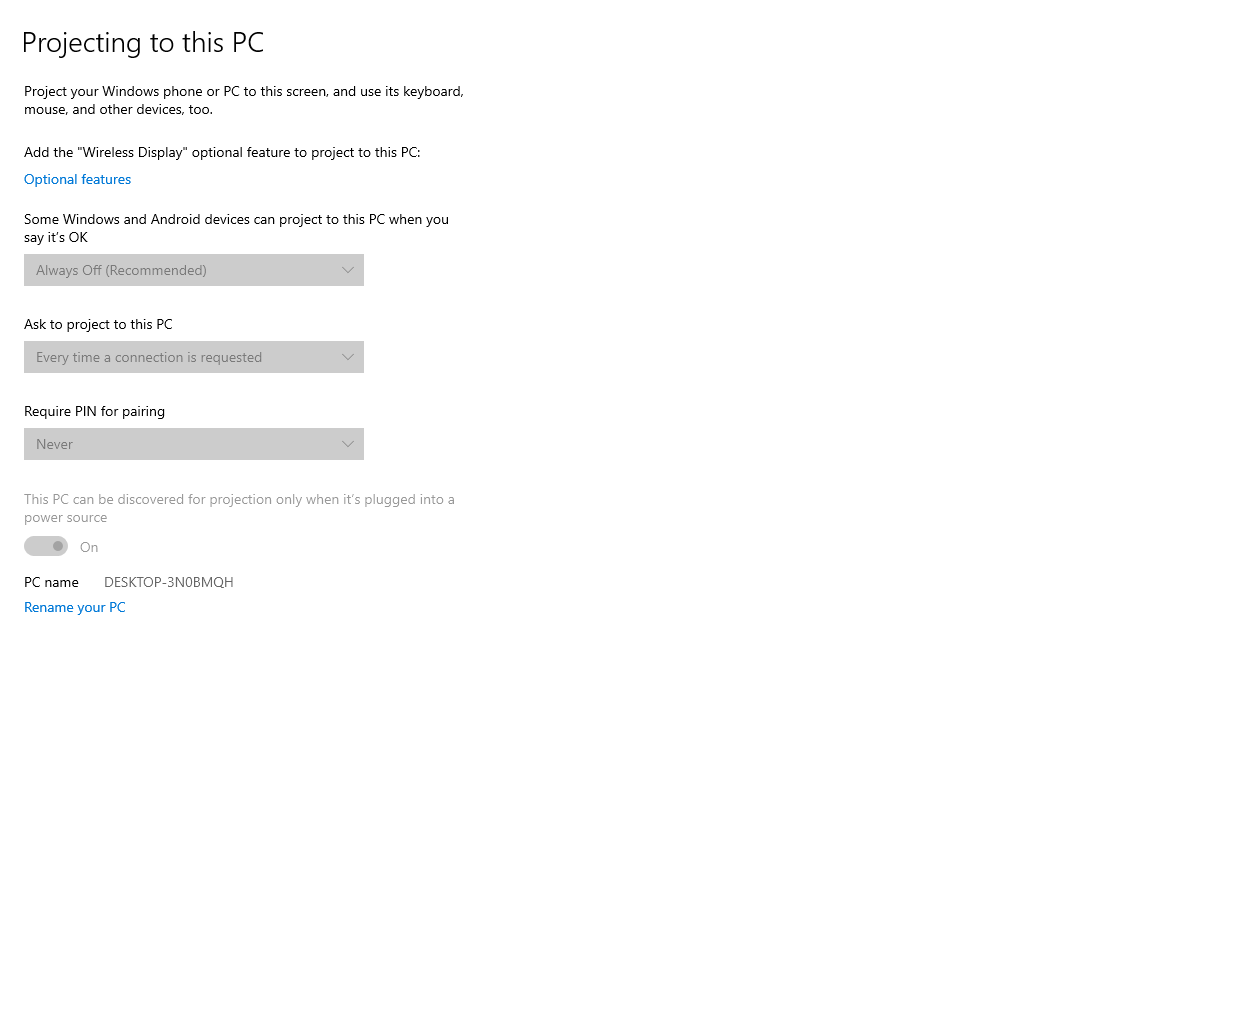 Projecting to this PC
Project your Windows phone or PC to this screen, and use its keyboard,
mouse, and other devices, too.
Add the "Wireless Display" optional feature to project to this PC:
Optional features
Some Windows and Android devices can project to this PC when you
say it’s OK
Always Off (Recommended)
Ask to project to this PC
Every time a connection is requested
Require PIN for pairing
Never
This PC can be discovered for projection only when it’s plugged into a
power source
On
PC name DESKTOP-3N0BMQH
Rename your PC